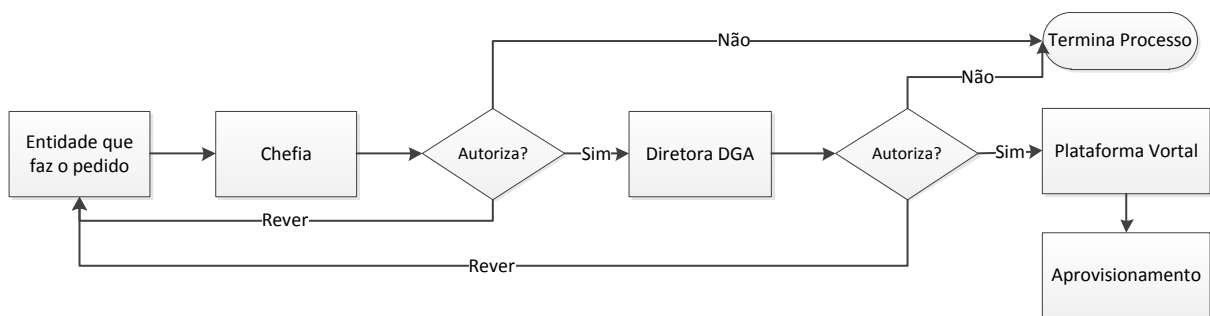 Não
Termina Processo
Não
Entidade que
faz o pedido
Chefia
Autoriza?
Sim
Diretora DGA
Autoriza?
Sim
Plataforma Vortal
Rever
Rever
Aprovisionamento